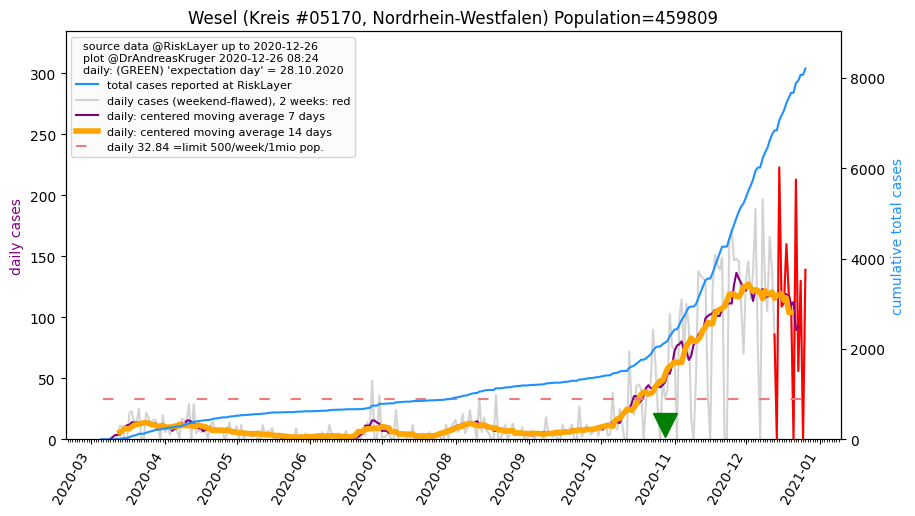 Wesel (Kreis #05170, Nordrhein-Westfalen) Population=459809
source data @RiskLayer up to 2020-12-26
plot @DrAndreasKruger 2020-12-26 08:24
daily: (GREEN) 'expectation day' = 28.10.2020
total cases reported at RiskLayer
daily cases (weekend-flawed), 2 weeks: red
daily: centered moving average 7 days
daily: centered moving average 14 days
daily 32.84 =limit 500/week/1mio pop.
daily cases
300
250
200
150
100
50
0
8000
6000
4000
2000
0
cumulative total cases
2020-03
2020-04
2020-05
2020-06
2020-07
2020-08
2020-09
2020-10
2020-11
2020-12
2021-01